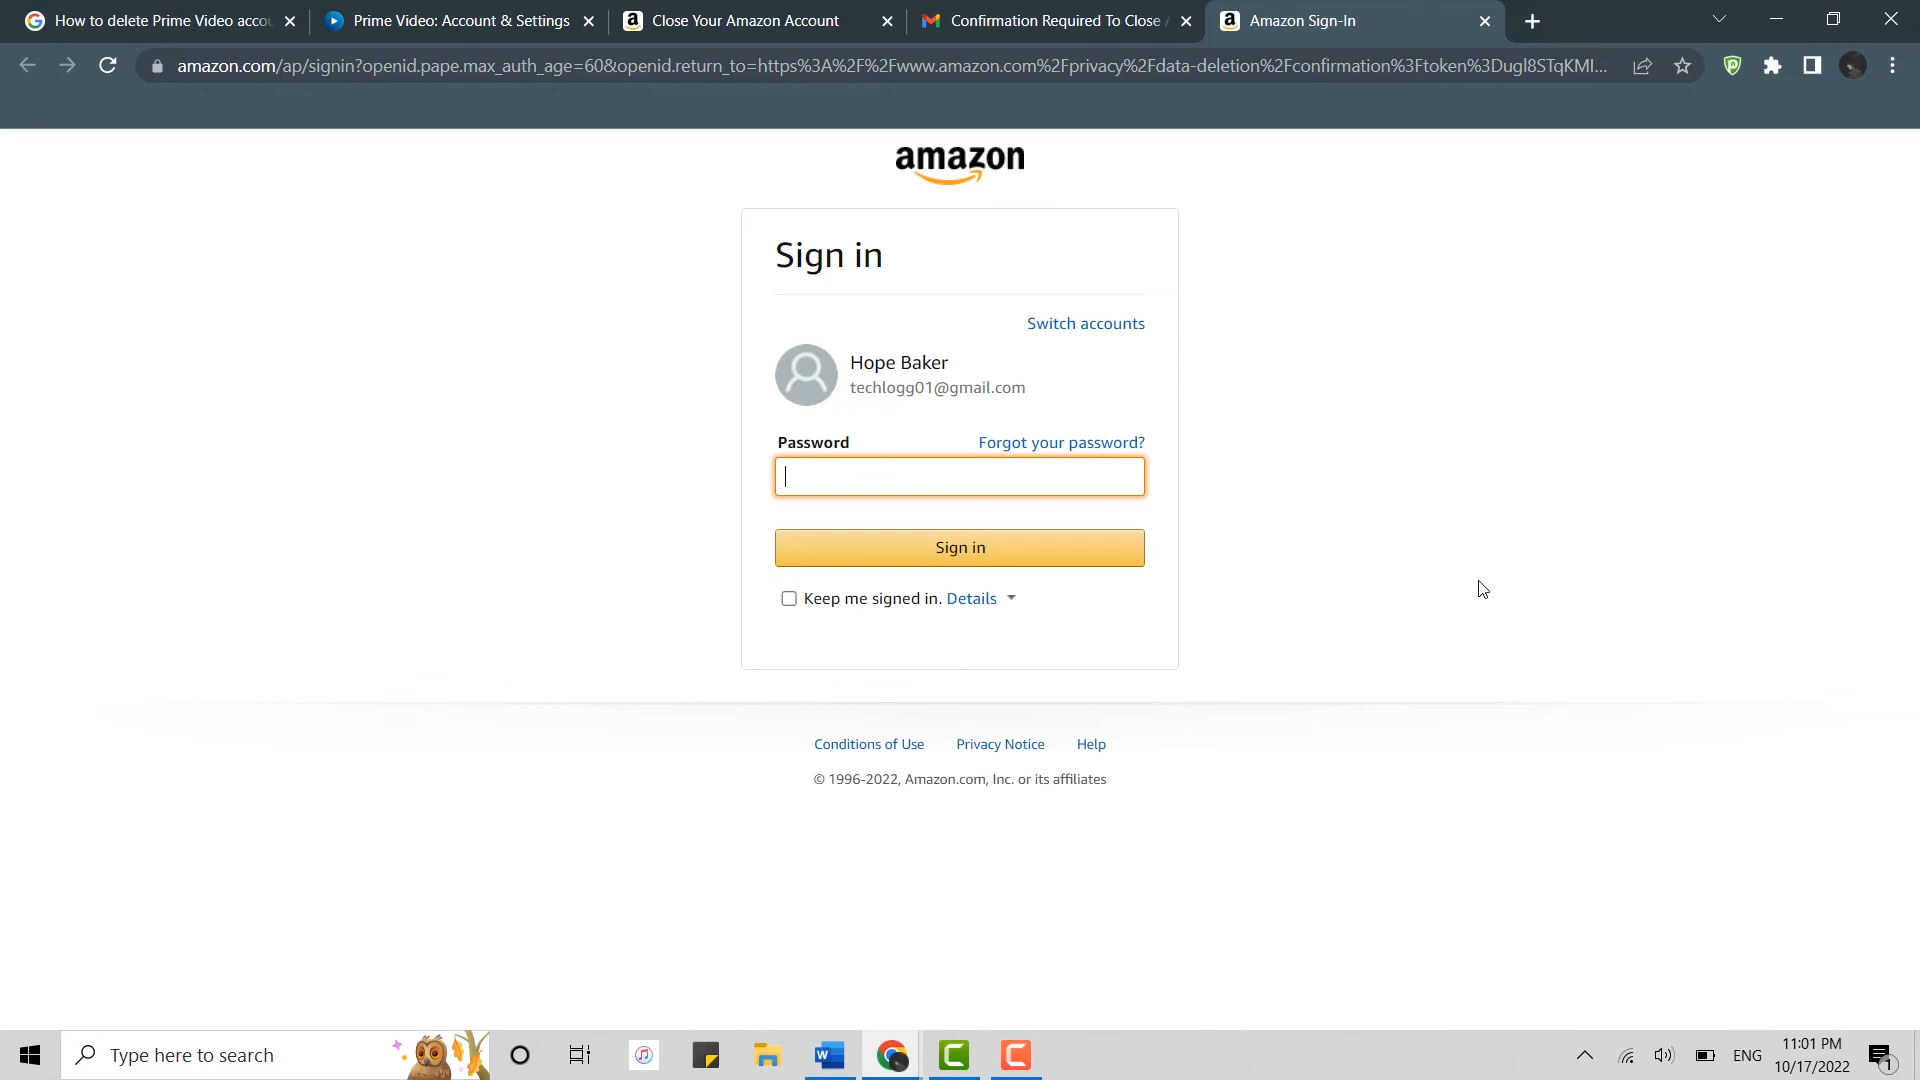 How to delete Prime Video accou
Prime Video: Account & Settings
Close Your Amazon Account
Confirmation Required To Close A
Amazon Sign-In
amazon.com/ap/signin?openid.pape.max_auth_age=60&openid.return_to=https%3A%2F%2Fwww.amazon.com%2Fprivacy%2Fdata-deletion%2Fconfirmation%3Ftoken%3Dugl8STqKMI...
amazon
Sign in
Switch accounts
Hope Baker
techlogg01@gmail.com
Password
Forgot your password?
Sign in
Keep me signed in. Details
Conditions of Use
Privacy Notice
Help
© 1996-2022, Amazon.com, Inc. or its affiliates
Type here to search
ENG
11:01 PM
10/17/2022
1